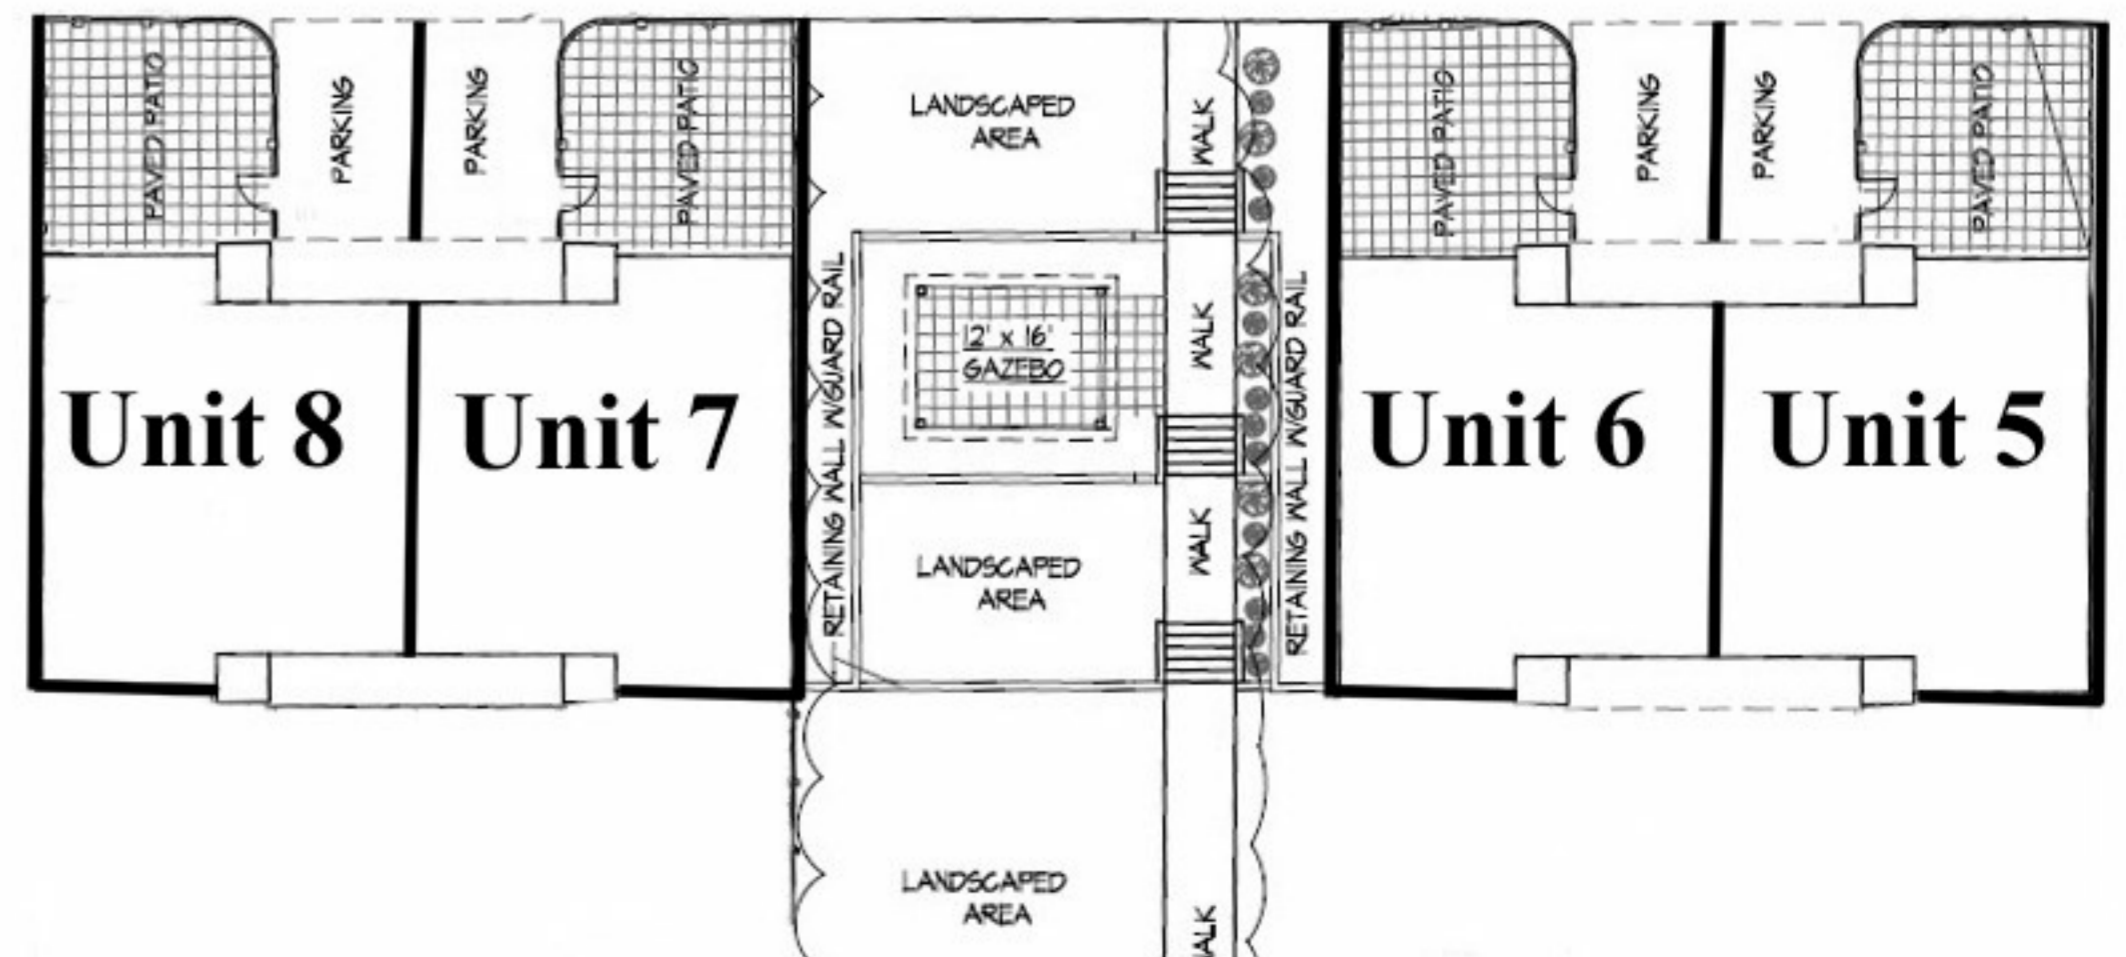 PAVED PATIO
PARKING
PARKING
PAVED PATIO
LANDSCAPED
AREA
WALK
PAVED PATIO
PARKING
PARKING
PAVED PATIO
RETAINING WALL W/GUARD RAIL
12' x 16'
GAZEBO
WALK
RETAINING WALL W/GUARD RAIL
Unit 8
Unit 7
Unit 6
Unit 5
LANDSCAPED
AREA
WALK
LANDSCAPED
AREA
WALK